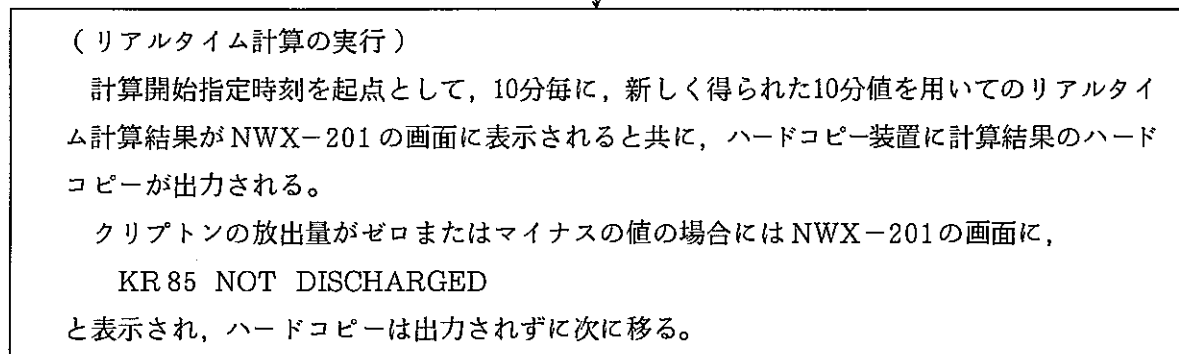 （リアルタイム計算の実行）
計算開始指定時刻を起点として，10分毎に，新しく得られた10分値を用いてのリアルタイ
ム計算結果がNWX－201の画面に表示されると共に，ハードコピー装置に計算結果のハード
コピーが出力される。
クリプトンの放出量がゼロまたはマイナスの値の場合にはNWX－201の画面に，
KR85 NOT DISCHARGED
と表示され，ハードコピーは出力されずに次に移る。